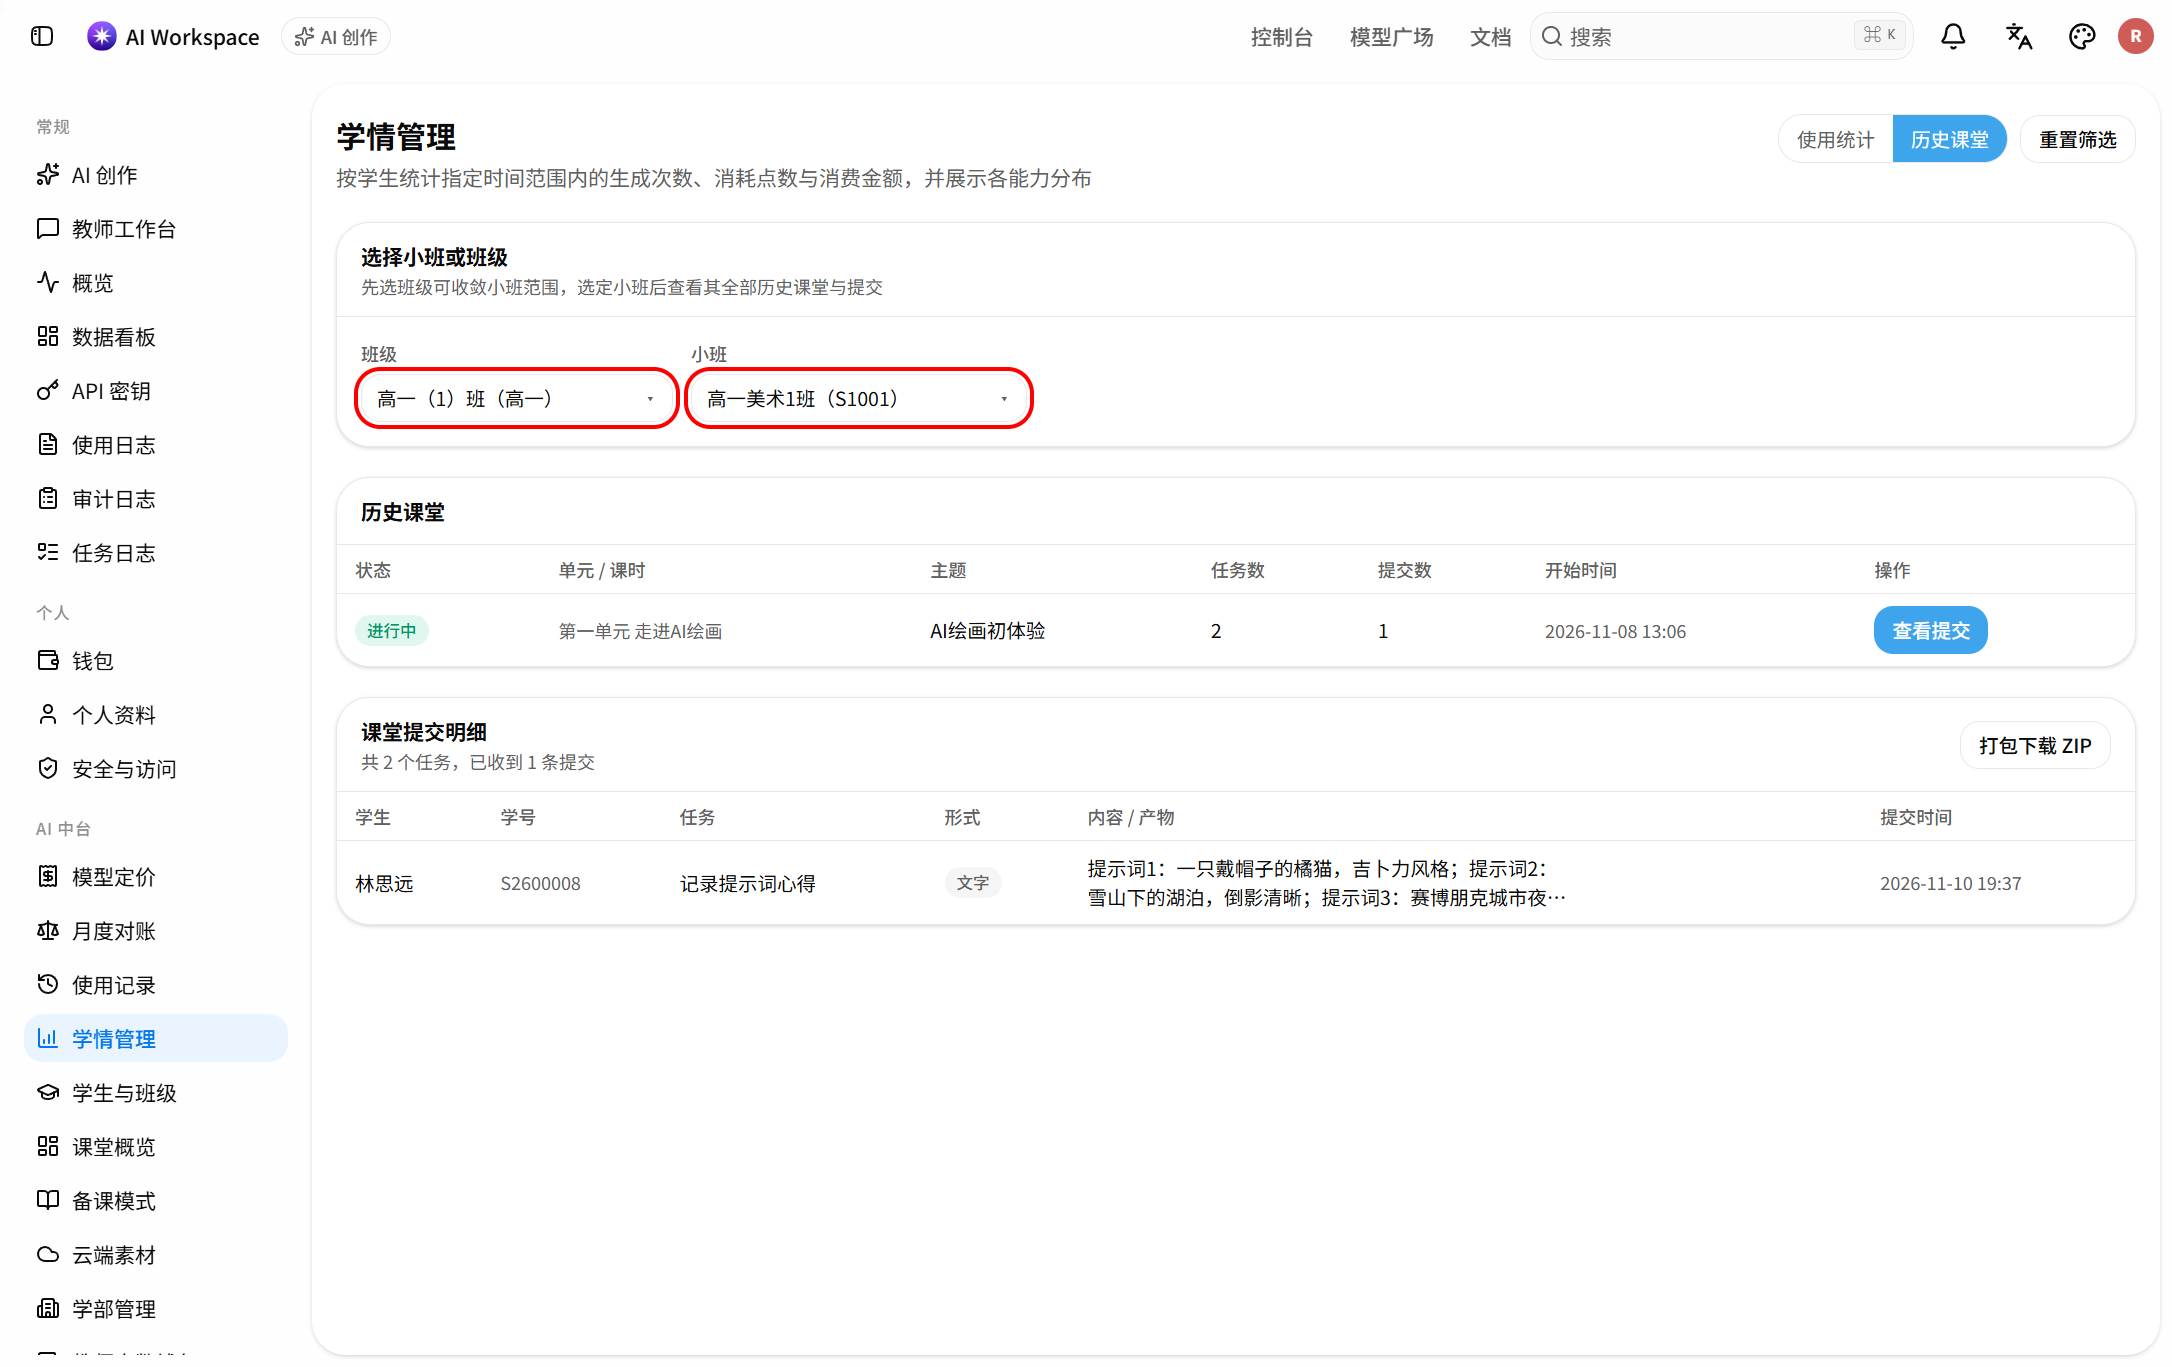 AI Workspace
AI 创作
控制台
模型广场
文档
搜索
⌘ K
R
常规
AI 创作
教师工作台
概览
数据看板
API 密钥
使用日志
审计日志
任务日志
个人
钱包
个人资料
安全与访问
AI 中台
模型定价
月度对账
使用记录
学情管理
学生与班级
课堂概览
备课模式
云端素材
学部管理
学情管理
按学生统计指定时间范围内的生成次数、消耗点数与消费金额，并展示各能力分布
使用统计
历史课堂
重置筛选
选择小班或班级
先选班级可收敛小班范围，选定小班后查看其全部历史课堂与提交
班级
小班
高一（1）班（高一）
高一美术1班（S1001）
历史课堂
状态 单元 / 课时 主题 任务数 提交数 开始时间 操作
进行中 第一单元 走进AI绘画 AI绘画初体验 2 1 2026-11-08 13:06 查看提交
课堂提交明细
共 2 个任务，已收到 1 条提交
打包下载 ZIP
学生 学号 任务 形式 内容 / 产物 提交时间
林思远 S2600008 记录提示词心得 文字 提示词1：一只戴帽子的橘猫，吉卜力风格；提示词2：
雪山下的湖泊，倒影清晰；提示词3：赛博朋克城市夜… 2026-11-10 19:37